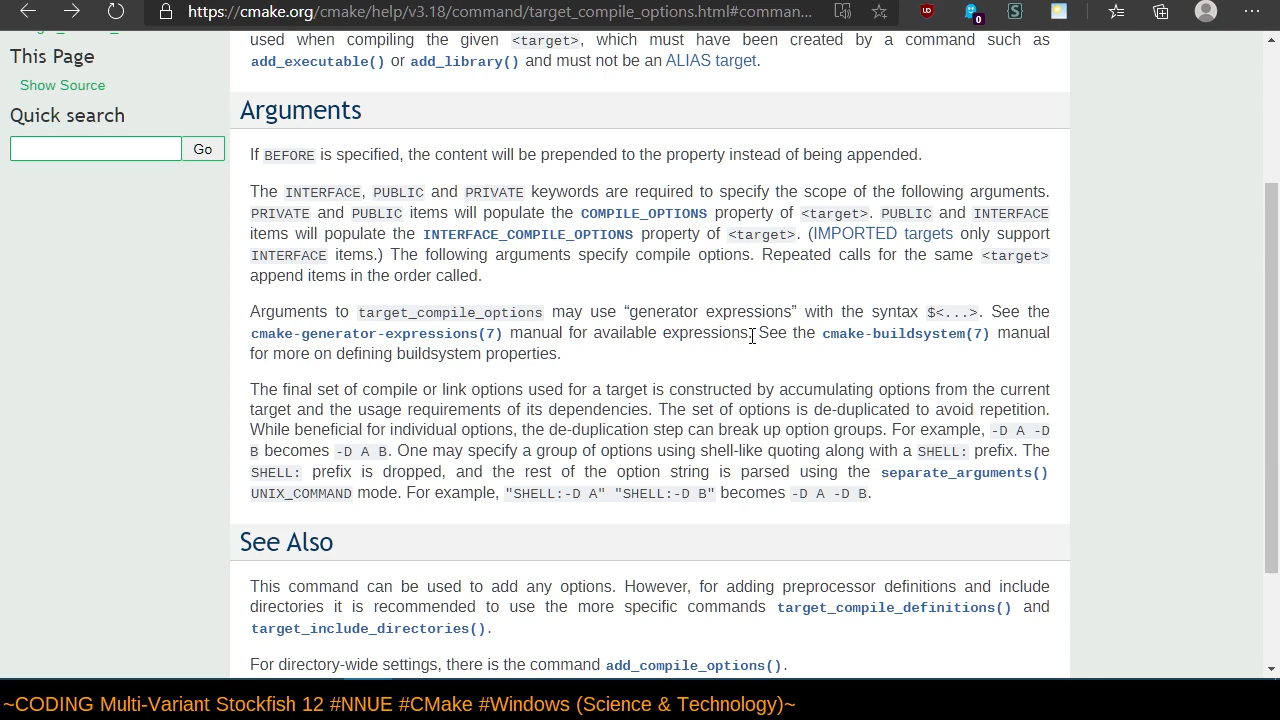 https://cmake.org/cmake/help/v3.18/command/target_compile_options.html#comman...
0
This Page
Show Source
Quick search
Go
used when compiling the given <target>, which must have been created by a command such as
add_executable() or add_library() and must not be an ALIAS target.
Arguments
If BEFORE is specified, the content will be prepended to the property instead of being appended.
The INTERFACE, PUBLIC and PRIVATE keywords are required to specify the scope of the following arguments.
PRIVATE and PUBLIC items will populate the COMPILE_OPTIONS property of <target>. PUBLIC and INTERFACE
items will populate the INTERFACE_COMPILE_OPTIONS property of <target>. (IMPORTED targets only support
INTERFACE items.) The following arguments specify compile options. Repeated calls for the same <target>
append items in the order called.
Arguments to target_compile_options may use “generator expressions” with the syntax $<...>. See the
cmake-generator-expressions(7) manual for available expressions. See the cmake-buildsystem(7) manual
for more on defining buildsystem properties.
The final set of compile or link options used for a target is constructed by accumulating options from the current
target and the usage requirements of its dependencies. The set of options is de-duplicated to avoid repetition.
While beneficial for individual options, the de-duplication step can break up option groups. For example, -D A -D
B becomes -D A B. One may specify a group of options using shell-like quoting along with a SHELL: prefix. The
SHELL: prefix is dropped, and the rest of the option string is parsed using the separate_arguments()
UNIX_COMMAND mode. For example, "SHELL:-D A" "SHELL:-D B" becomes -D A -D B.
See Also
This command can be used to add any options. However, for adding preprocessor definitions and include
directories it is recommended to use the more specific commands target_compile_definitions() and
target_include_directories().
For directory-wide settings, there is the command add_compile_options().
~CODING Multi-Variant Stockfish 12 #NNUE #CMake #Windows (Science & Technology)~